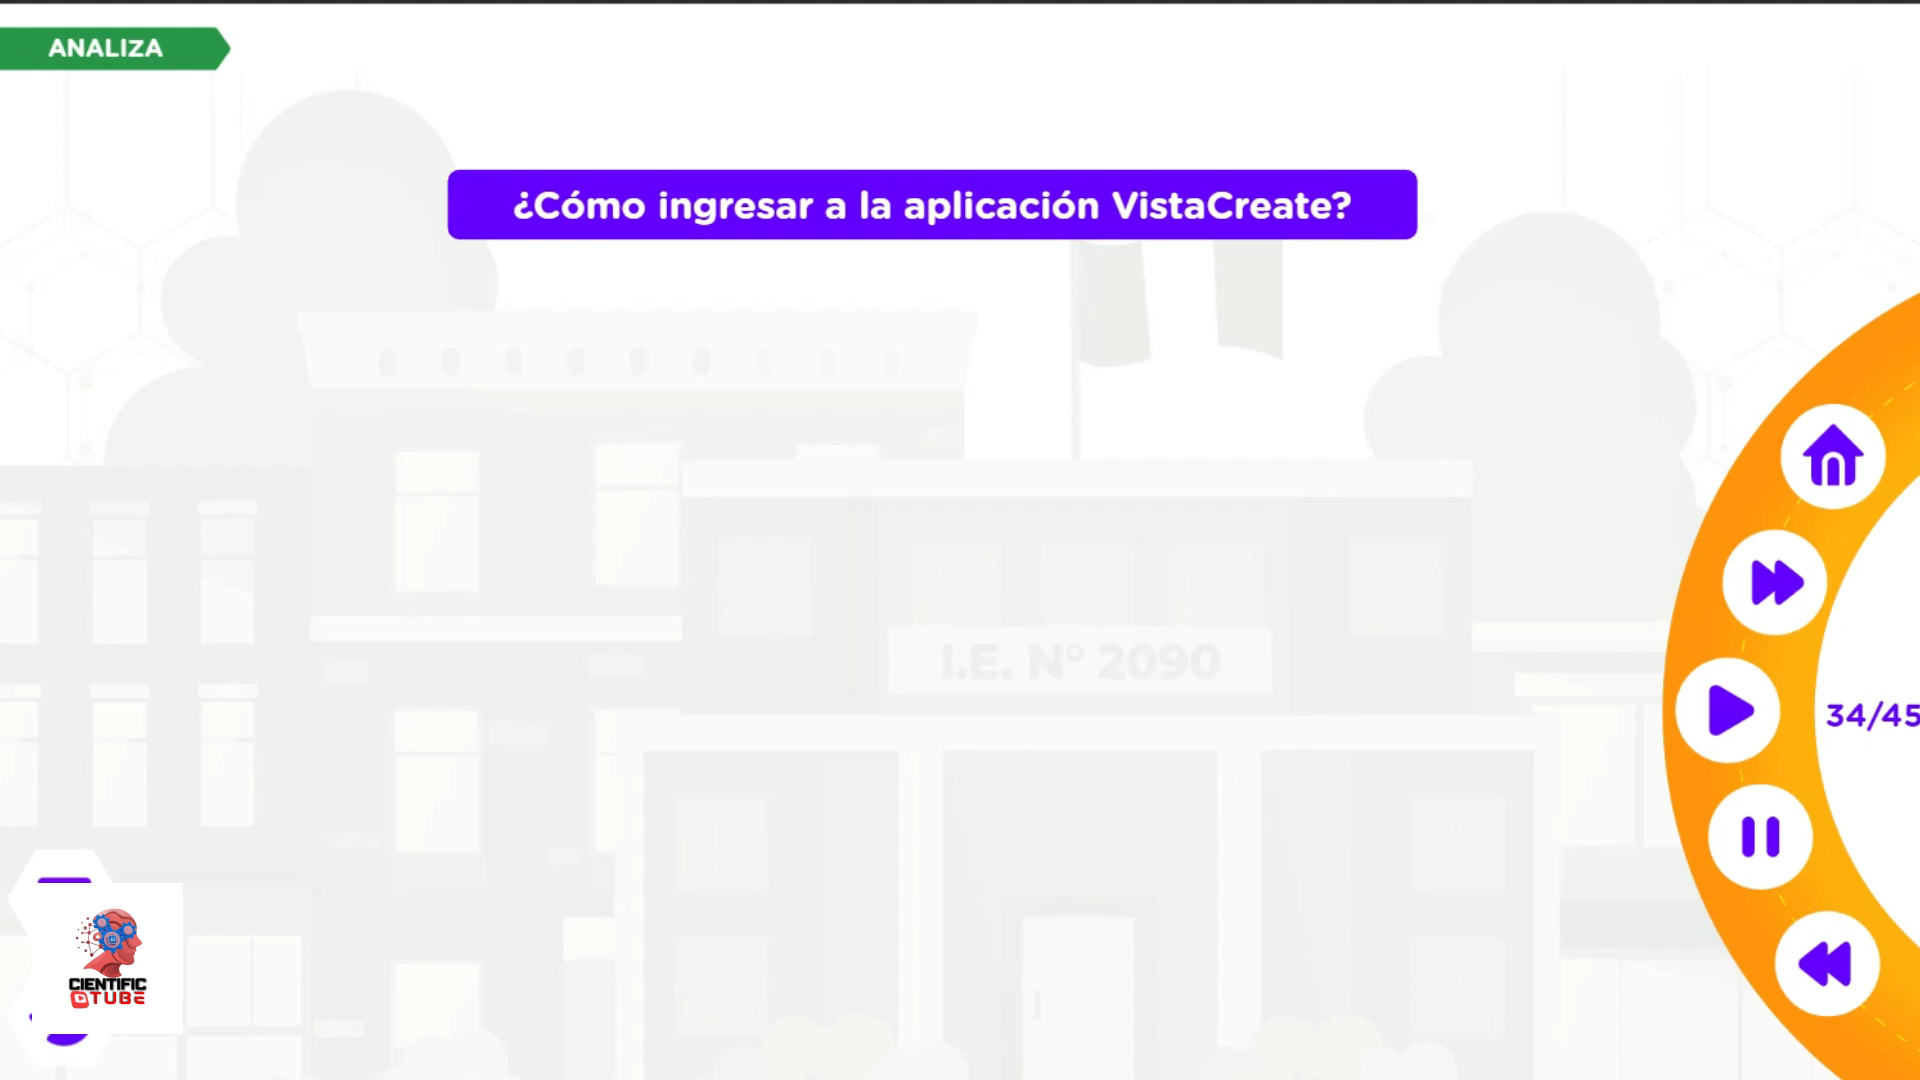 ANALIZA
¿Cómo ingresar a la aplicación VistaCreate?
I.E. N° 2090
34/45
CIENTIFIC
TUBE